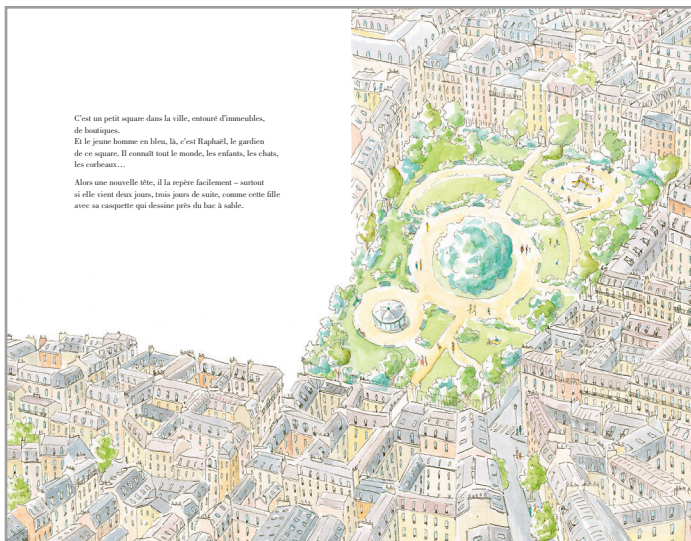 C'est un petit square dans la ville, entouré d'immeubles,
de boutiques.
Et le jeune homme en bleu, là, c'est Raphaël, le gardien
de ce square. Il connaît tout le monde, les enfants, les chats,
les corbeaux…
Alors une nouvelle tête, il la repère facilement – surtout
si elle vient deux jours, trois jours de suite, comme cette fille
avec sa casquette qui dessine près du bac à sable.